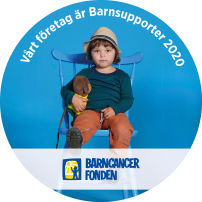 Vårt företag är Barnsupporter 2020
BARNCANCER
FONDEN